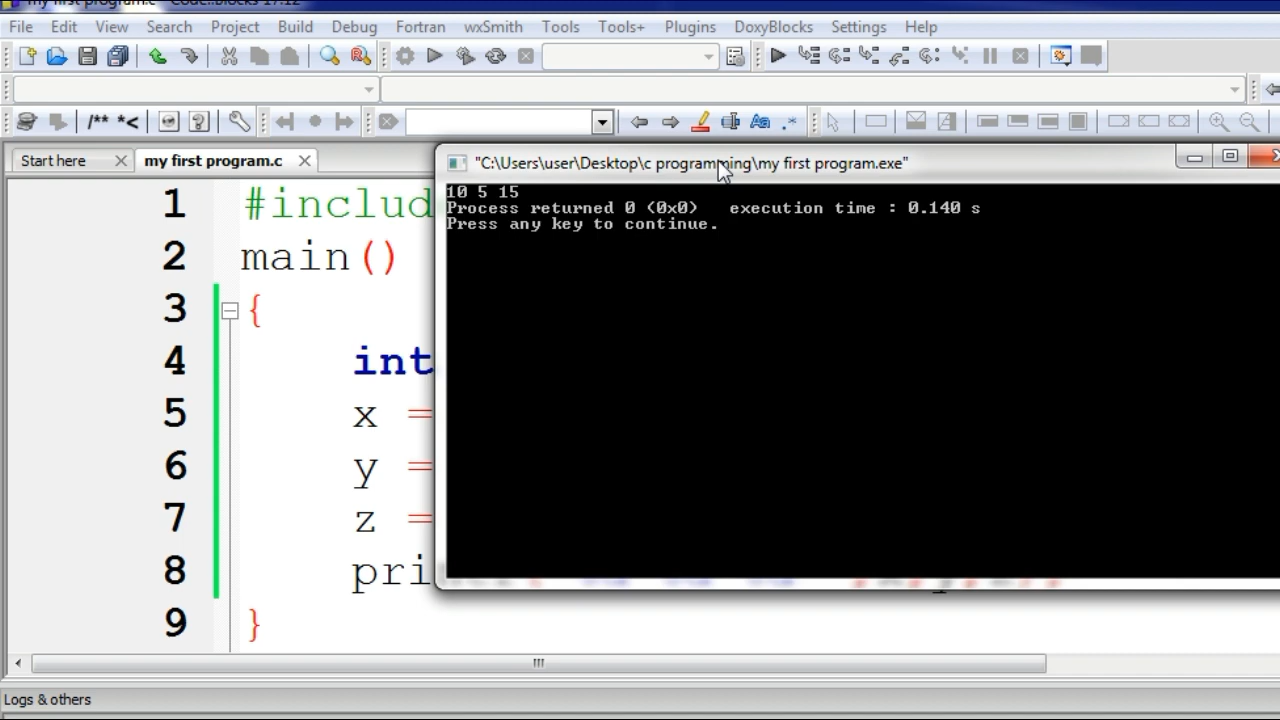 my first program.c - Code::Blocks 17.12
File Edit View Search Project Build Debug Fortran wxSmith Tools Tools+ Plugins DoxyBlocks Settings Help
/** *<
Aa .*
Start here my first program.c
"C:\Users\user\Desktop\c programming\my first program.exe"
10 5 15
Process returned 0 (0x0) execution time : 0.140 s
Press any key to continue.
1 #includ
2 main()
3 {
4 int
5 x =
6 y =
7 z =
8 pri
9 }
Logs & others